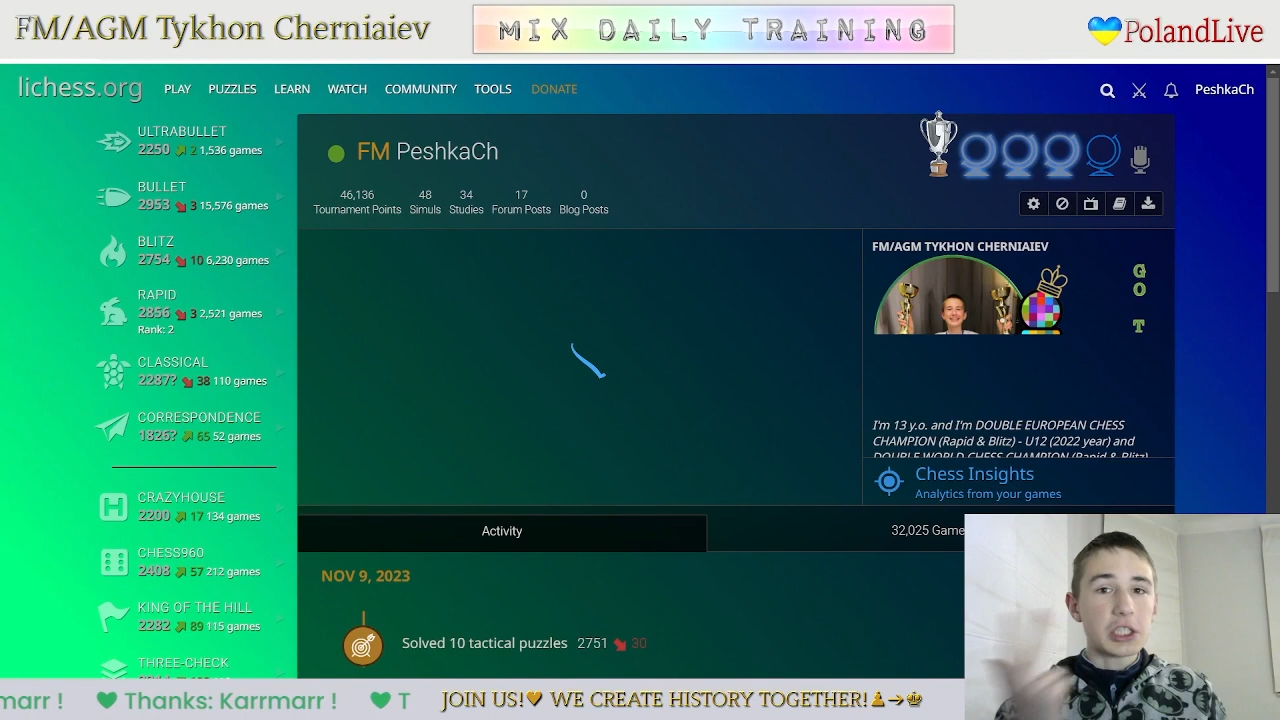 FM/AGM Tykhon Cherniaiev
MIX DAILY TRAINING
PolandLive
lichess.org
PLAY PUZZLES LEARN WATCH COMMUNITY TOOLS DONATE
PeshkaCh
ULTRABULLET
2250 2 1,536 games
BULLET
2953 3 15,576 games
BLITZ
2754 10 6,230 games
RAPID
2856 3 2,521 games
Rank: 2
CLASSICAL
2287? 38 110 games
CORRESPONDENCE
1826? 65 52 games
CRAZYHOUSE
2200 17 134 games
CHESS960
2408 57 212 games
KING OF THE HILL
2282 89 115 games
THREE-CHECK
FM PeshkaCh
46,136 48 34 17 0
Tournament Points Simuls Studies Forum Posts Blog Posts
FM/AGM TYKHON CHERNIAIEV
G
O
T
I'm 13 y.o. and I'm DOUBLE EUROPEAN CHESS
CHAMPION (Rapid & Blitz) - U12 (2022 year) and
DOUBLE WORLD CHESS CHAMPION (Rapid & Blitz)
Chess Insights
Analytics from your games
Activity
32,025 Game
NOV 9, 2023
Solved 10 tactical puzzles 2751 30
marr ! Thanks: Karrmarr ! T
JOIN US! WE CREATE HISTORY TOGETHER!